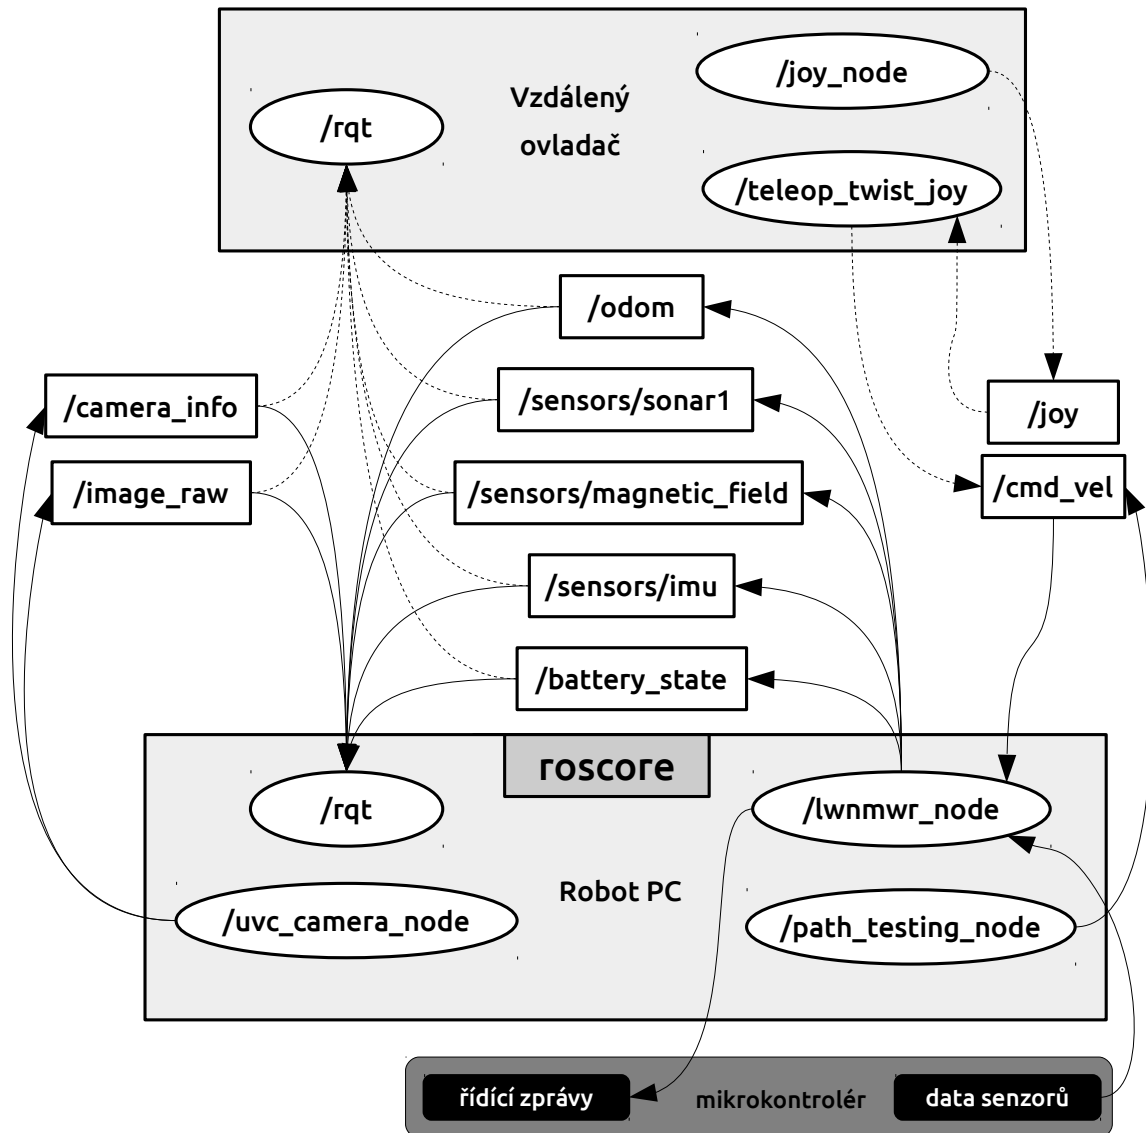 /joy_node
Vzdálený
ovladač
/rqt
/teleop_twist_joy
/odom
/camera_info
/sensors/sonar1
/joy
/image_raw
/sensors/magnetic_field
/cmd_vel
/sensors/imu
/battery_state
roscore
/rqt
/lwnmwr_node
Robot PC
/uvc_camera_node
/path_testing_node
řídící zprávy
mikrokontrolér
data senzorů